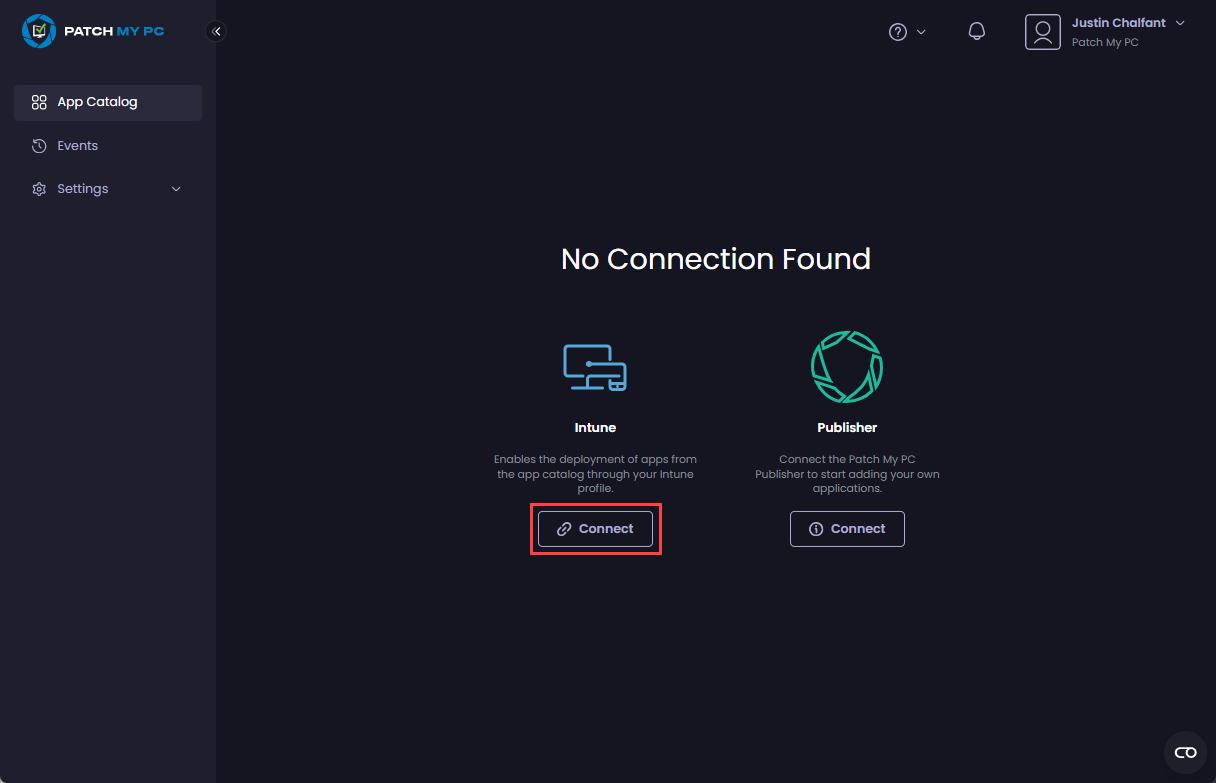 PATCH MY PC
Justin Chalfant
Patch My PC
App Catalog
Events
Settings
No Connection Found
Intune
Enables the deployment of apps from
the app catalog through your Intune
profile.
Connect
Publisher
Connect the Patch My PC
Publisher to start adding your own
applications.
Connect